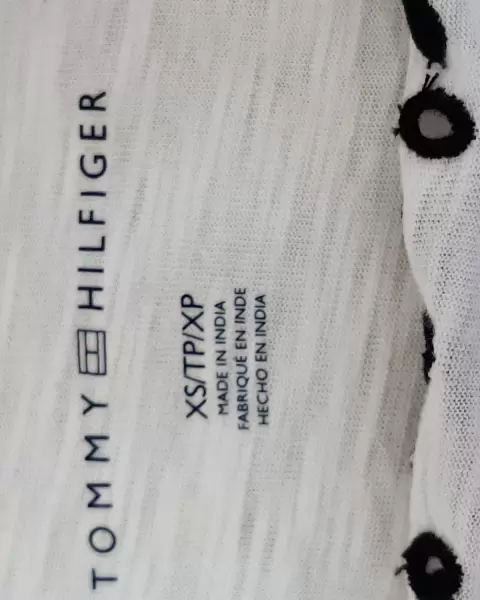 TOMMY HILFIGER
XS/TP/XP
MADE IN INDIA
FABRIQUÉ EN INDE
HECHO EN INDIA